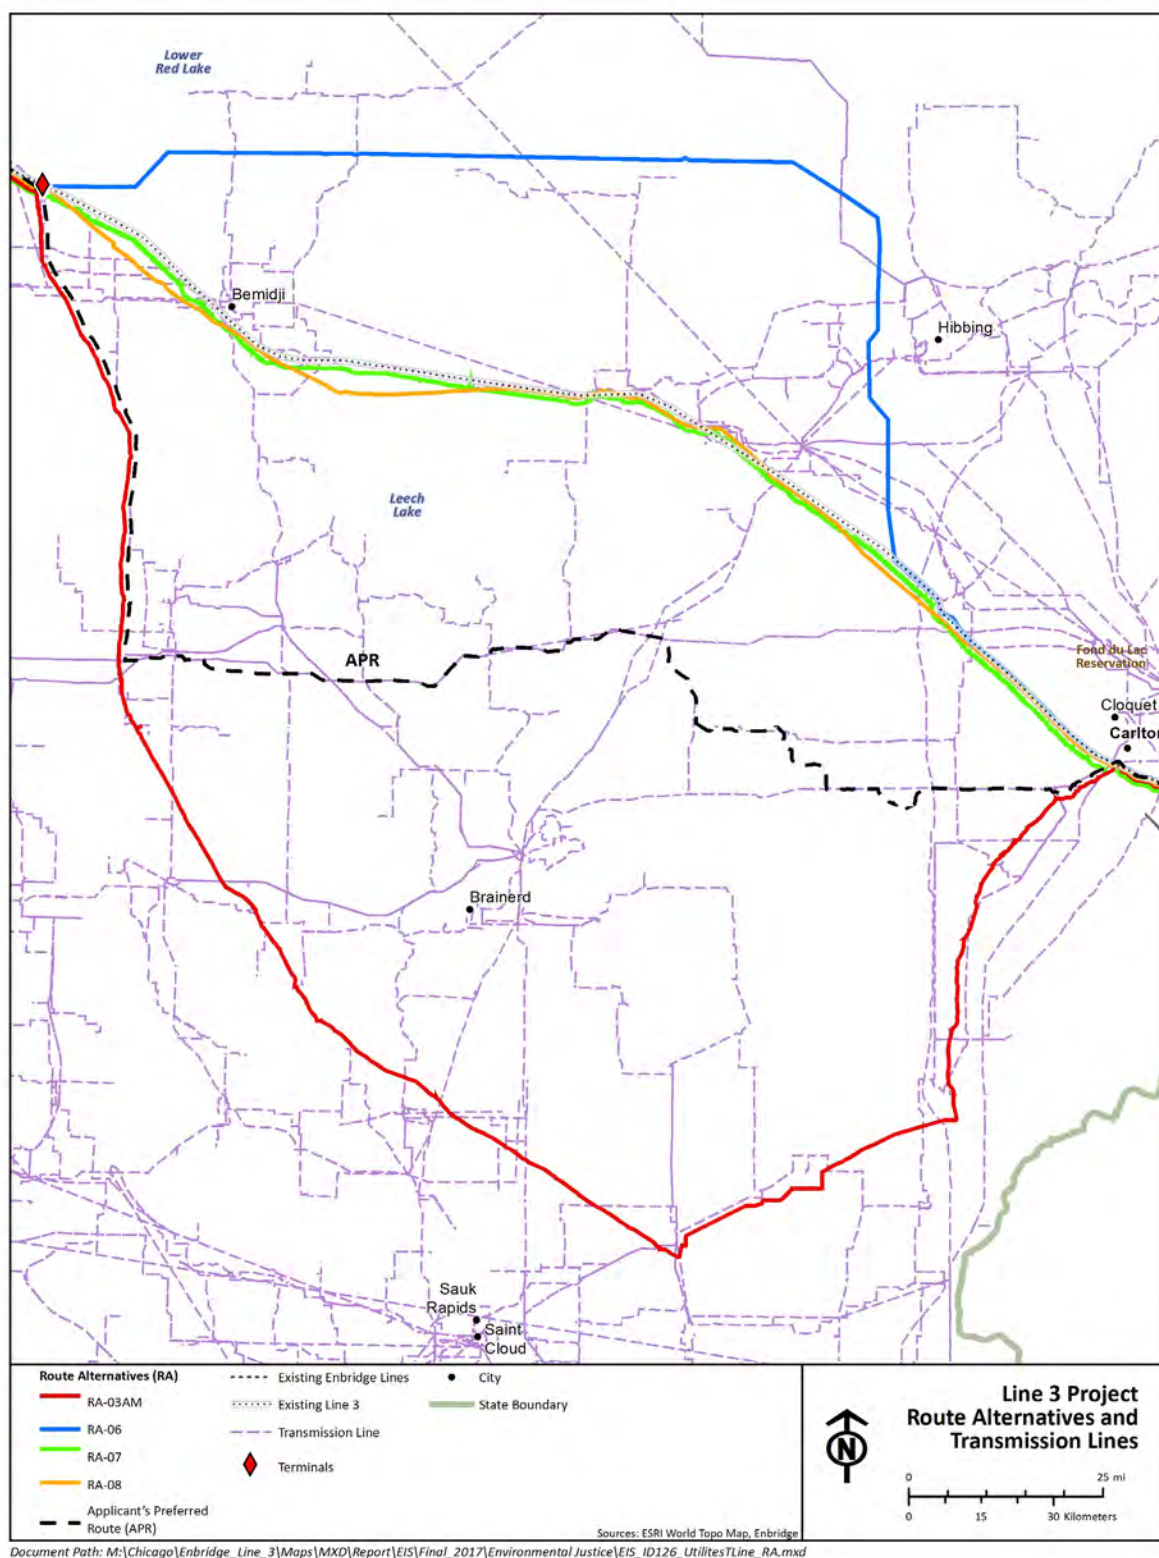 Lower
Red Lake
Bemidji
Hibbing
Leech
Lake
APR
Fond du Lac
Reservation
Cloquet
Carlton
Brainerd
Sauk
Rapids
Saint
Cloud
Route Alternatives (RA)
RA-03AM
RA-06
RA-07
RA-08
Applicant's Preferred
Route (APR)
Existing Enbridge Lines
Existing Line 3
Transmission Line
Terminals
City
State Boundary
Sources: ESRI World Topo Map, Enbridge
N
Line 3 Project
Route Alternatives and
Transmission Lines
0 25 mi
0 15 30 Kilometers
Document Path: M:\Chicago\Enbridge_Line_3\Maps\MXD\Report\EIS\Final_2017\Environmental Justice\EIS_ID126_UtilitesTLine_RA.mxd